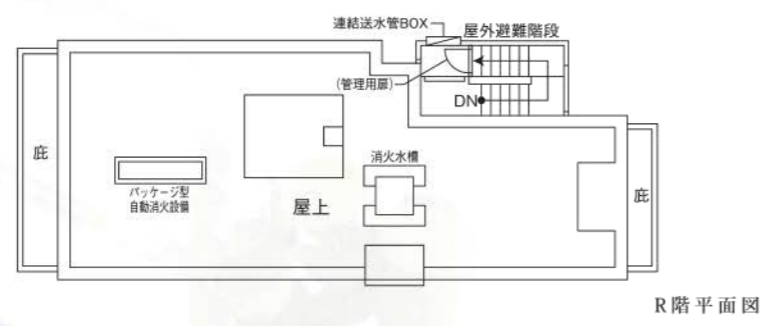 連結送水管BOX
屋外避難階段
(管理用扉)
DN
庇
消火水槽
パッケージ型
自動消火設備
屋上
庇
R階平面図